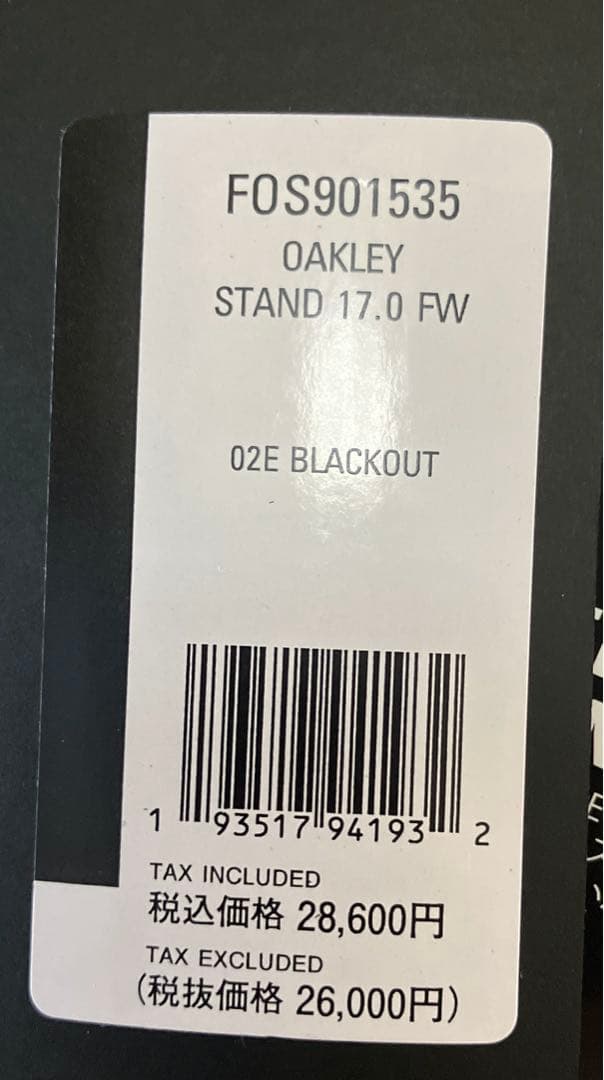 FOS901535
OAKLEY
STAND 17.0 FW
02E BLACKOUT
1 93517 94193 2
TAX INCLUDED
税込価格 28,600円
TAX EXCLUDED
(税抜価格 26,000円)